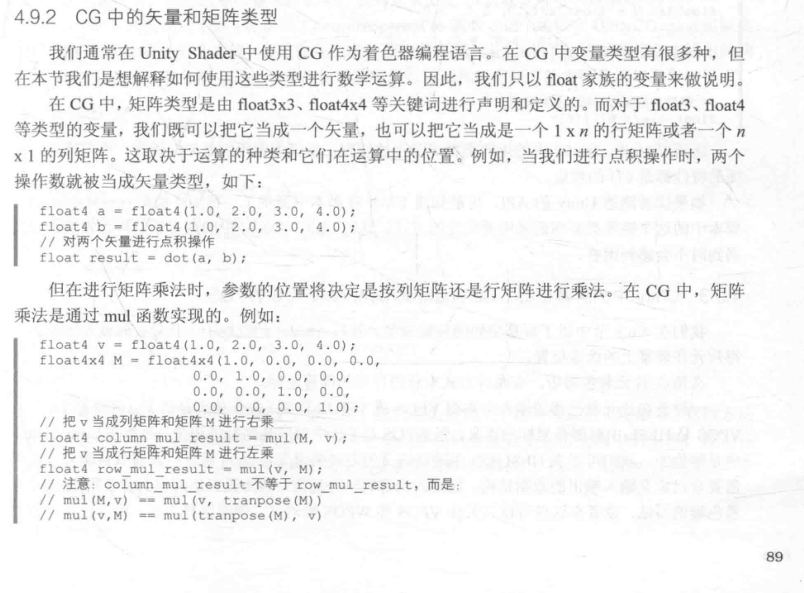 4.9.2 CG 中的矢量和矩阵类型
我们通常在 Unity Shader 中使用 CG 作为着色器编程语言。在 CG 中变量类型有很多种，但
在本节我们是想解释如何使用这些类型进行数学运算。因此，我们只以 float 家族的变量来做说明。
在 CG 中，矩阵类型是由 float3x3、float4x4 等关键词进行声明和定义的。而对于 float3、float4
等类型的变量，我们既可以把它当成一个矢量，也可以把它当成是一个 1 x n 的行矩阵或者一个 n
x 1 的列矩阵。这取决于运算的种类和它们在运算中的位置。例如，当我们进行点积操作时，两个
操作数就被当成矢量类型，如下：
float4 a = float4(1.0, 2.0, 3.0, 4.0);
float4 b = float4(1.0, 2.0, 3.0, 4.0);
// 对两个矢量进行点积操作
float result = dot(a, b);
但在进行矩阵乘法时，参数的位置将决定是按列矩阵还是行矩阵进行乘法。在 CG 中，矩阵
乘法是通过 mul 函数实现的。例如：
float4 v = float4(1.0, 2.0, 3.0, 4.0);
float4x4 M = float4x4(1.0, 0.0, 0.0, 0.0,
0.0, 1.0, 0.0, 0.0,
0.0, 0.0, 1.0, 0.0,
0.0, 0.0, 0.0, 1.0);
// 把 v 当成列矩阵和矩阵 M 进行右乘
float4 column_mul_result = mul(M, v);
// 把 v 当成行矩阵和矩阵 M 进行左乘
float4 row_mul_result = mul(v, M);
// 注意：column_mul_result 不等于 row_mul_result，而是：
// mul(M,v) == mul(v, tranpose(M))
// mul(v,M) == mul(tranpose(M), v)
89